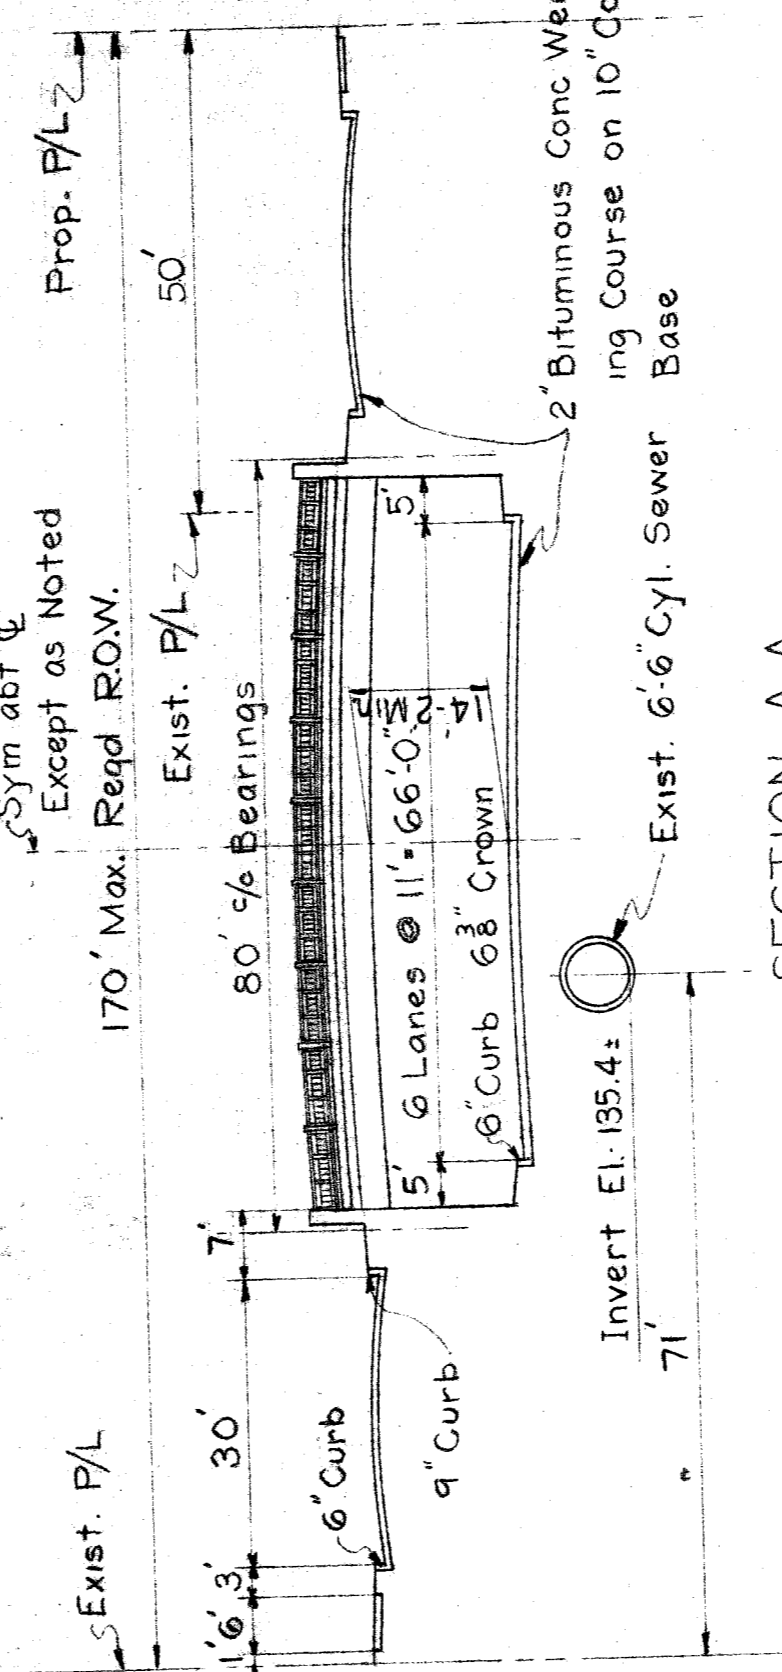 Sym abt ℄
Except as Noted
170' Max. Reqd R.O.W.
Exist. P/L
Prop. P/L
50'
Exist. P/L
80' c/c Bearings
1' 6' 3' 30' 7'
6" Curb
9" Curb
5' 6 Lanes @ 11' = 66'-0" 5'
14'-2" Min
6" Curb 6 3/8" Crown
2" Bituminous Conc
ing Course on 10"
Base
Exist. 6'-6" Cyl. Sewer
Invert El. 135.4±
71'
SECTION A-A